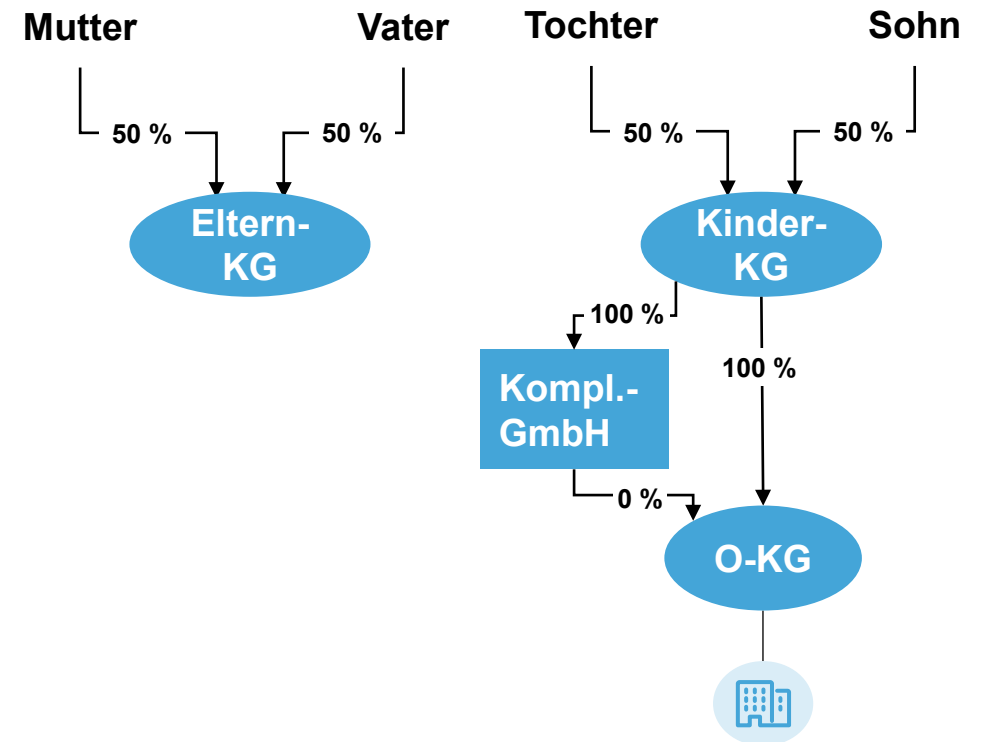 Mutter
Vater
Tochter
Sohn
50 %
50 %
50 %
50 %
Eltern-
KG
Kinder-
KG
100 %
100 %
Kompl.-
GmbH
0 %
O-KG